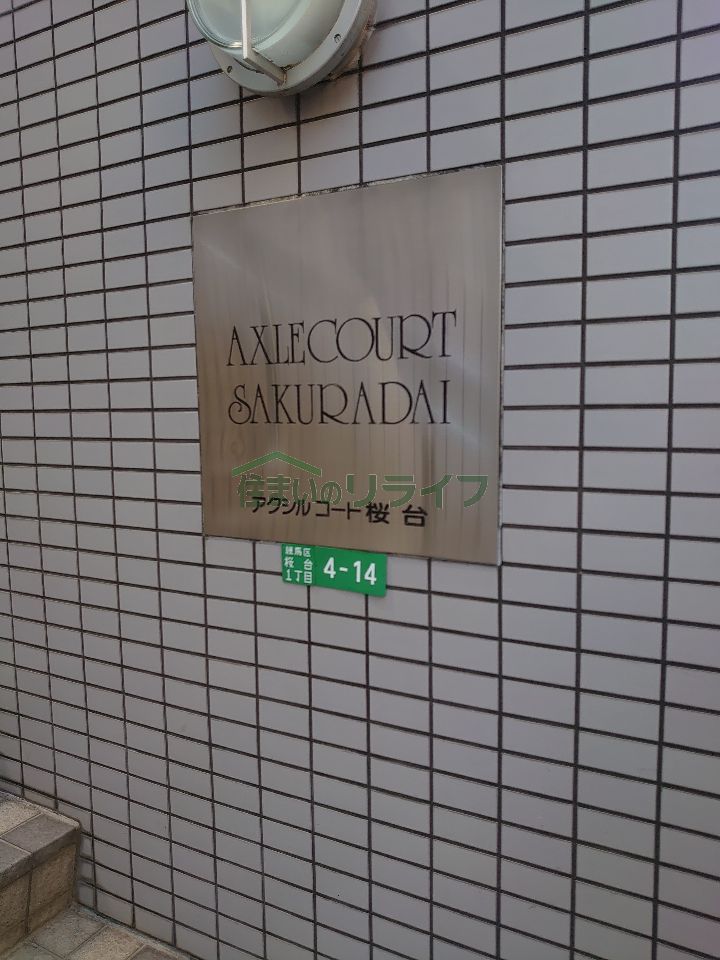 AXLECOURT
SAKURADAI
住まいのリライフ
アクシルコート桜台
練馬区
桜台
1丁目
4-14